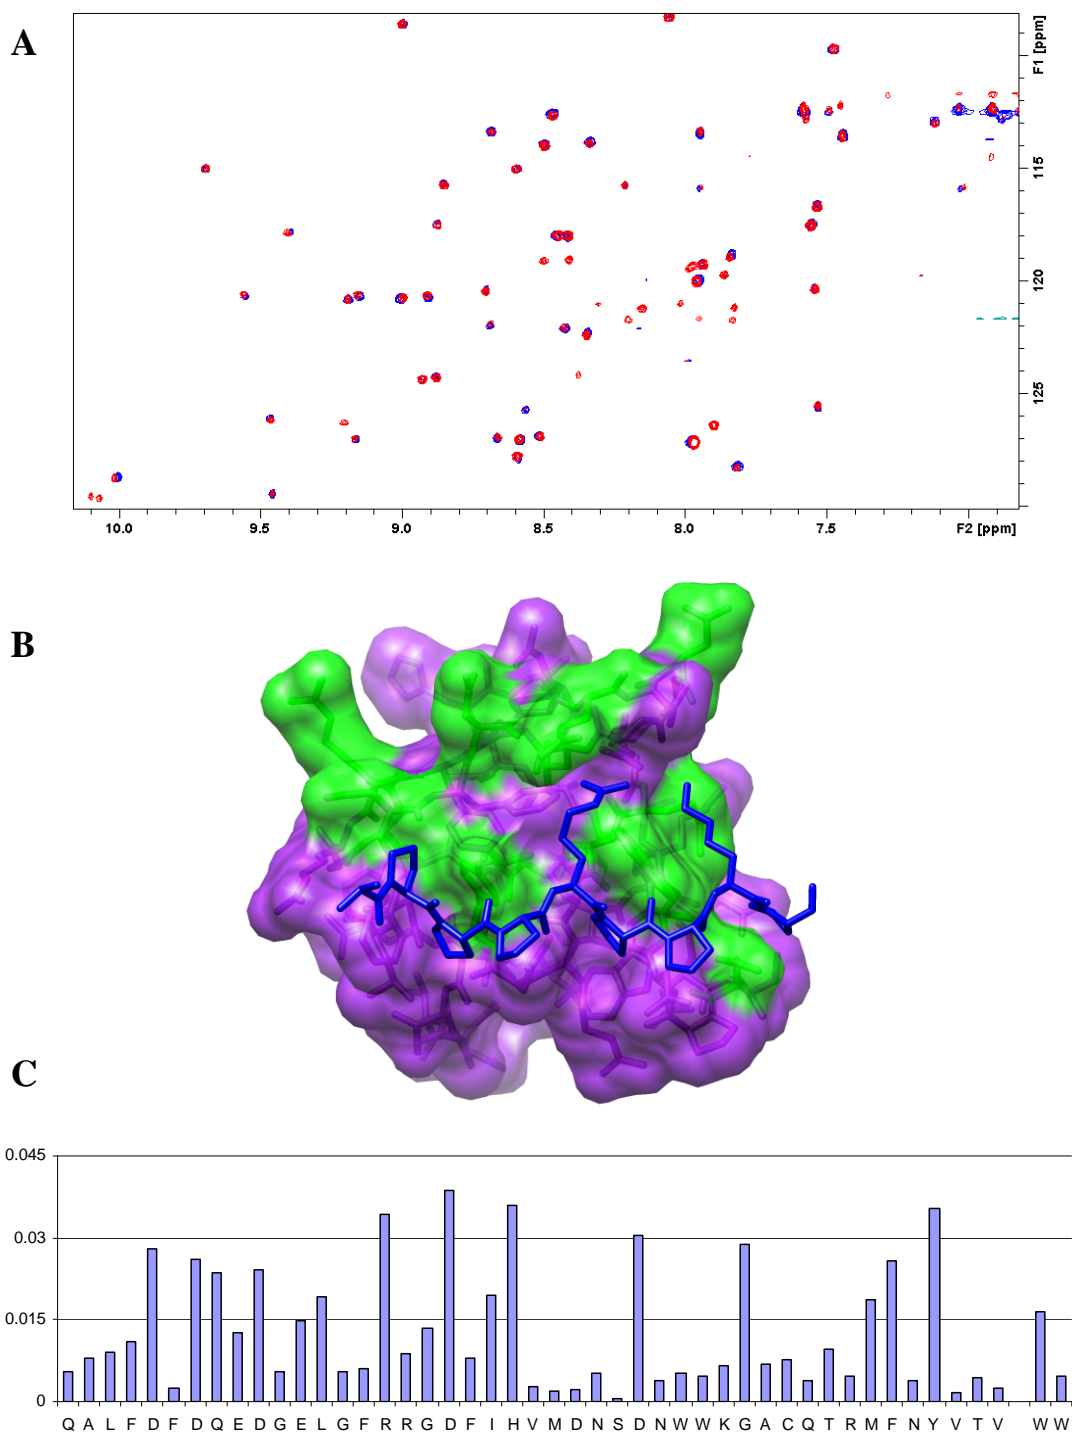 A
F1 [ppm]
115
120
125
10.0 9.5 9.0 8.5 8.0 7.5 F2 [ppm]
B
C
0.045
0.03
0.015
0
Q A L F D F D Q E D G E L G F R R G D F I H V M D N S D N W W K G A C Q T R M F N Y V T V W W